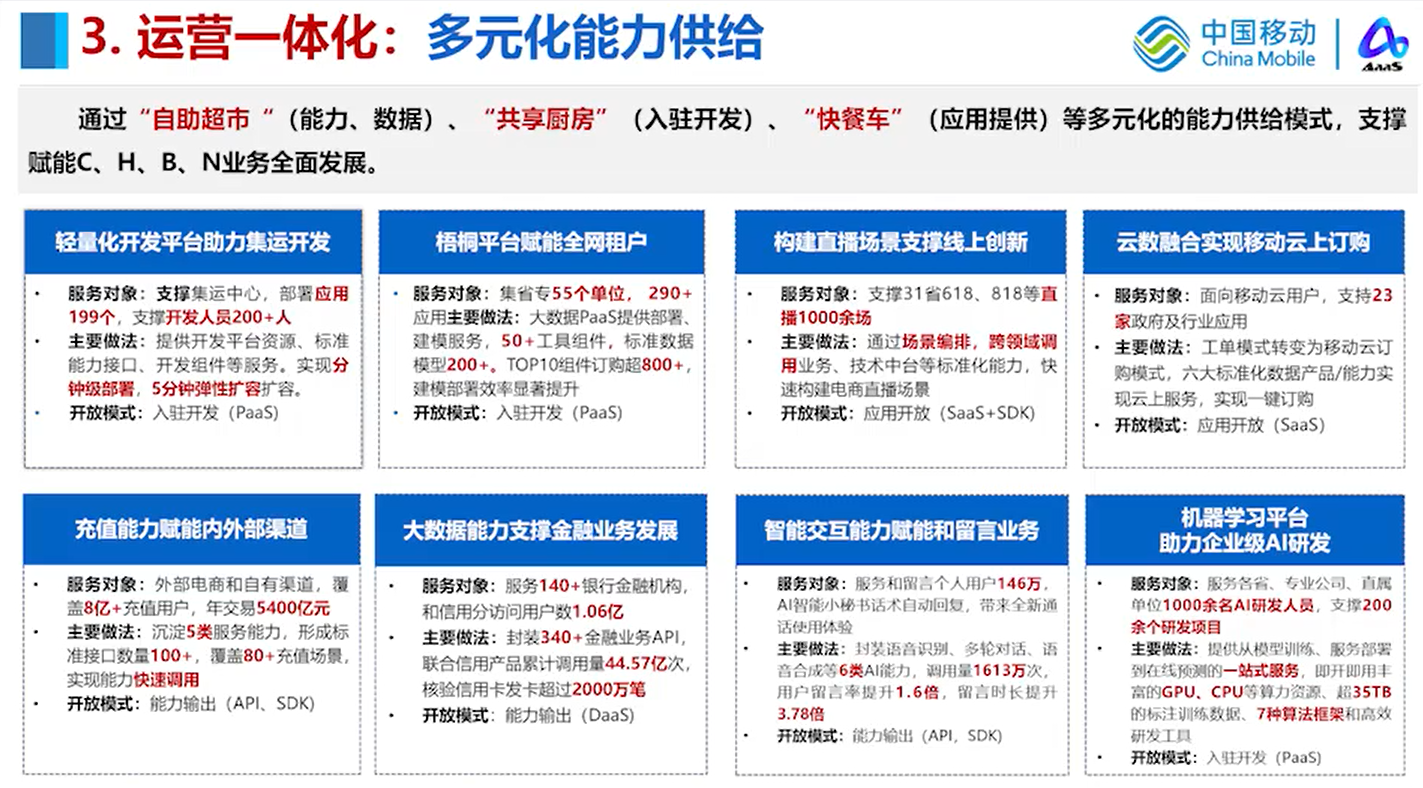 3. 运营一体化：多元化能力供给
中国移动
China Mobile
AaaS
通过“自助超市“（能力、数据）、“共享厨房”（入驻开发）、“快餐车”（应用提供）等多元化的能力供给模式，支撑
赋能C、H、B、N业务全面发展。
轻量化开发平台助力集运开发
• 服务对象：支撑集运中心，部署应用
199个，支撑开发人员200+人
• 主要做法：提供开发平台资源、标准
能力接口、开发组件等服务。实现分
钟级部署，5分钟弹性扩容扩容。
• 开放模式：入驻开发（PaaS）
梧桐平台赋能全网租户
• 服务对象：集省专55个单位， 290+
应用主要做法：大数据PaaS提供部署、
建模服务，50+工具组件，标准数据
模型200+。TOP10组件订购超800+，
建模部署效率显著提升
• 开放模式：入驻开发（PaaS）
构建直播场景支撑线上创新
• 服务对象：支撑31省618、818等直
播1000余场
• 主要做法：通过场景编排，跨领域调
用业务、技术中台等标准化能力，快
速构建电商直播场景
• 开放模式：应用开放（SaaS+SDK）
云数融合实现移动云上订购
• 服务对象：面向移动云用户，支持23
家政府及行业应用
• 主要做法：工单模式转变为移动云订
购模式，六大标准化数据产品/能力实
现云上服务，实现一键订购
• 开放模式：应用开放（SaaS）
充值能力赋能内外部渠道
• 服务对象：外部电商和自有渠道，覆
盖8亿+充值用户，年交易5400亿元
• 主要做法：沉淀5类服务能力，形成标
准接口数量100+，覆盖80+充值场景，
实现能力快速调用
• 开放模式：能力输出（API、SDK）
大数据能力支撑金融业务发展
• 服务对象：服务140+银行金融机构，
和信用分访问用户数1.06亿
• 主要做法：封装340+金融业务API，
联合信用产品累计调用量44.57亿次，
核验信用卡发卡超过2000万笔
• 开放模式：能力输出（DaaS）
智能交互能力赋能和留言业务
• 服务对象：服务和留言个人用户146万，
AI智能小秘书话术自动回复，带来全新通
话使用体验
• 主要做法：封装语音识别、多轮对话、语
音合成等6类AI能力，调用量1613万次，
用户留言率提升1.6倍，留言时长提升
3.78倍
• 开放模式：能力输出（API，SDK）
机器学习平台
助力企业级AI研发
• 服务对象：服务各省、专业公司、直属
单位1000余名AI研发人员，支撑200
余个研发项目
• 主要做法：提供从模型训练、服务部署
到在线预测的一站式服务，即开即用丰
富的GPU、CPU等算力资源、超35TB
的标注训练数据、7种算法框架和高效
研发工具
• 开放模式：入驻开发（PaaS）